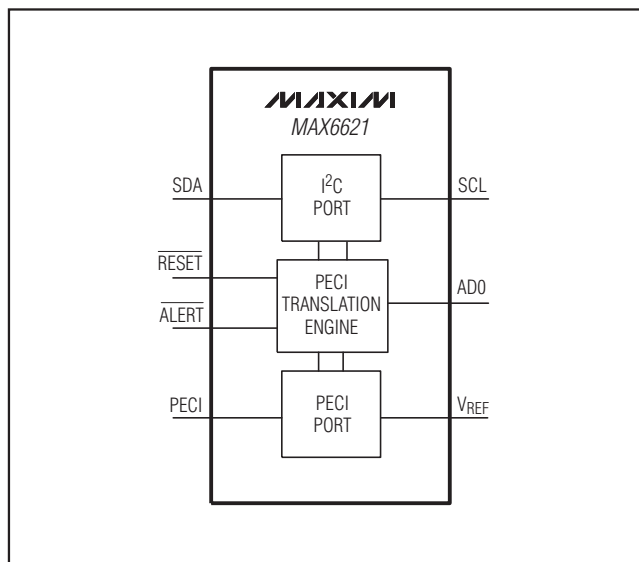 MAXIM
MAX6621
SDA
I²C
PORT
SCL
RESET
PECI
TRANSLATION
ENGINE
AD0
ALERT
PECI
PECI
PORT
VREF